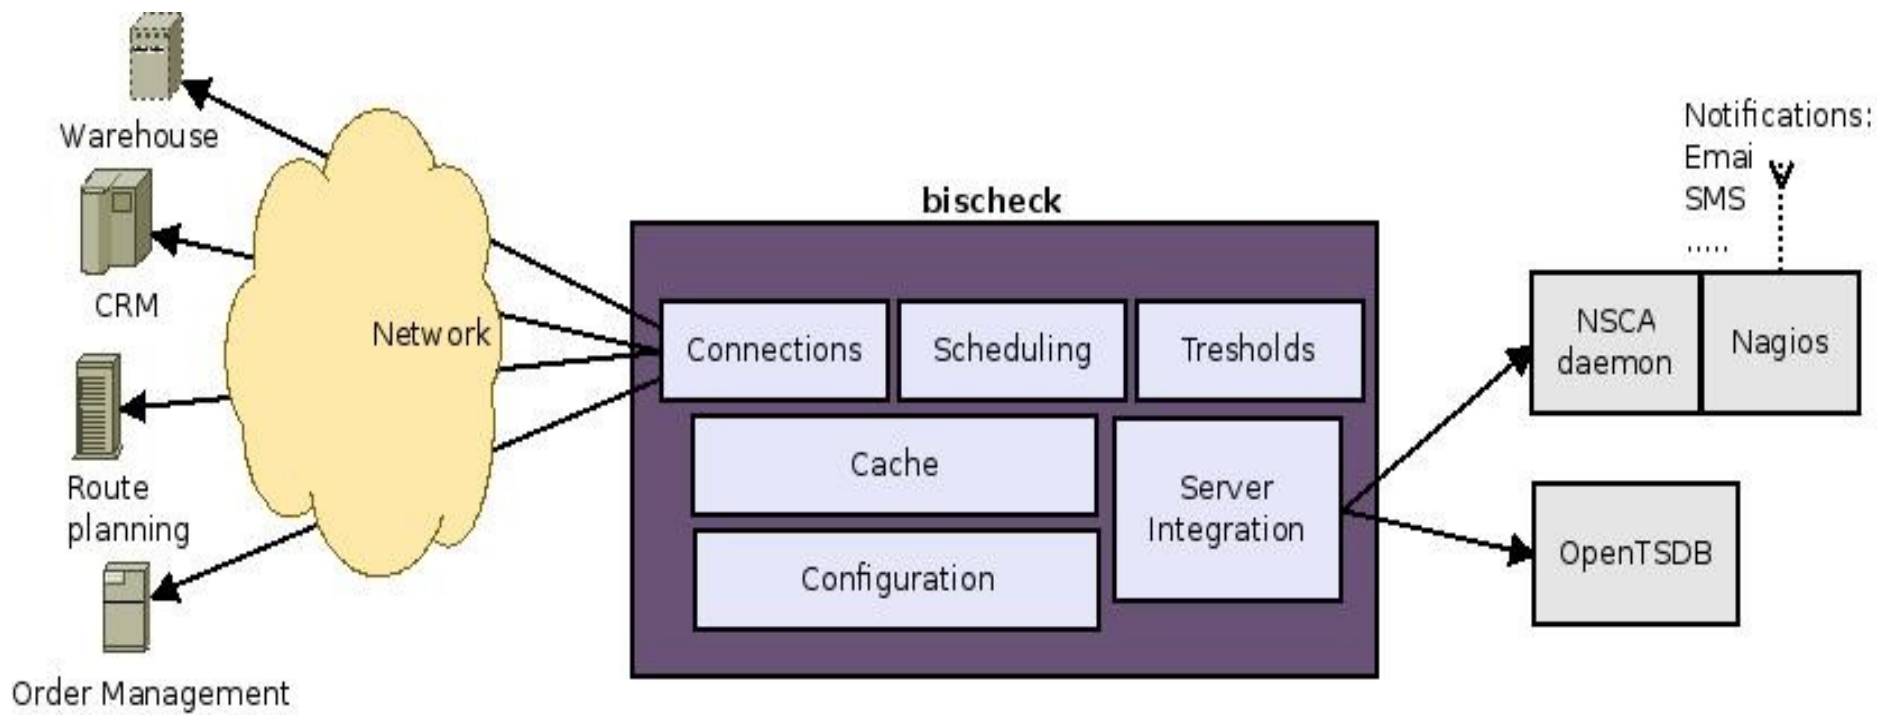 Warehouse
CRM
Route
planning
Order Management
Network
bischeck
Connections
Scheduling
Tresholds
Cache
Server
Integration
Configuration
Notifications:
Emai
SMS
.....
NSCA
daemon
Nagios
OpenTSDB